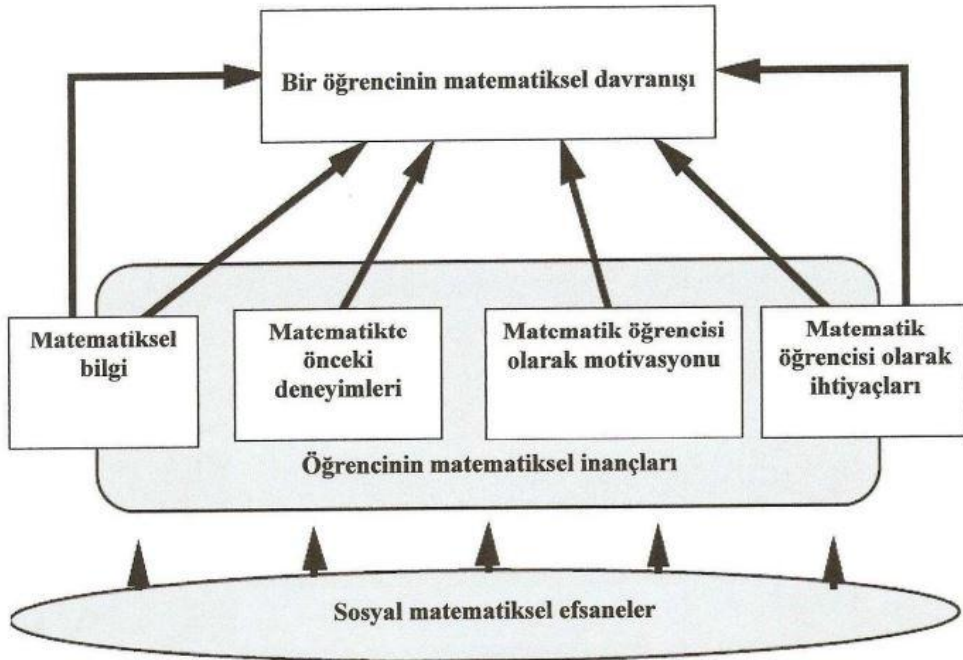 Bir öğrencinin matematiksel davranışı
Matematiksel
bilgi
Matematikte
önceki
deneyimleri
Matematik öğrencisi
olarak motivasyonu
Matematik
öğrencisi olarak
ihtiyaçları
Öğrencinin matematiksel inançları
Sosyal matematiksel efsaneler